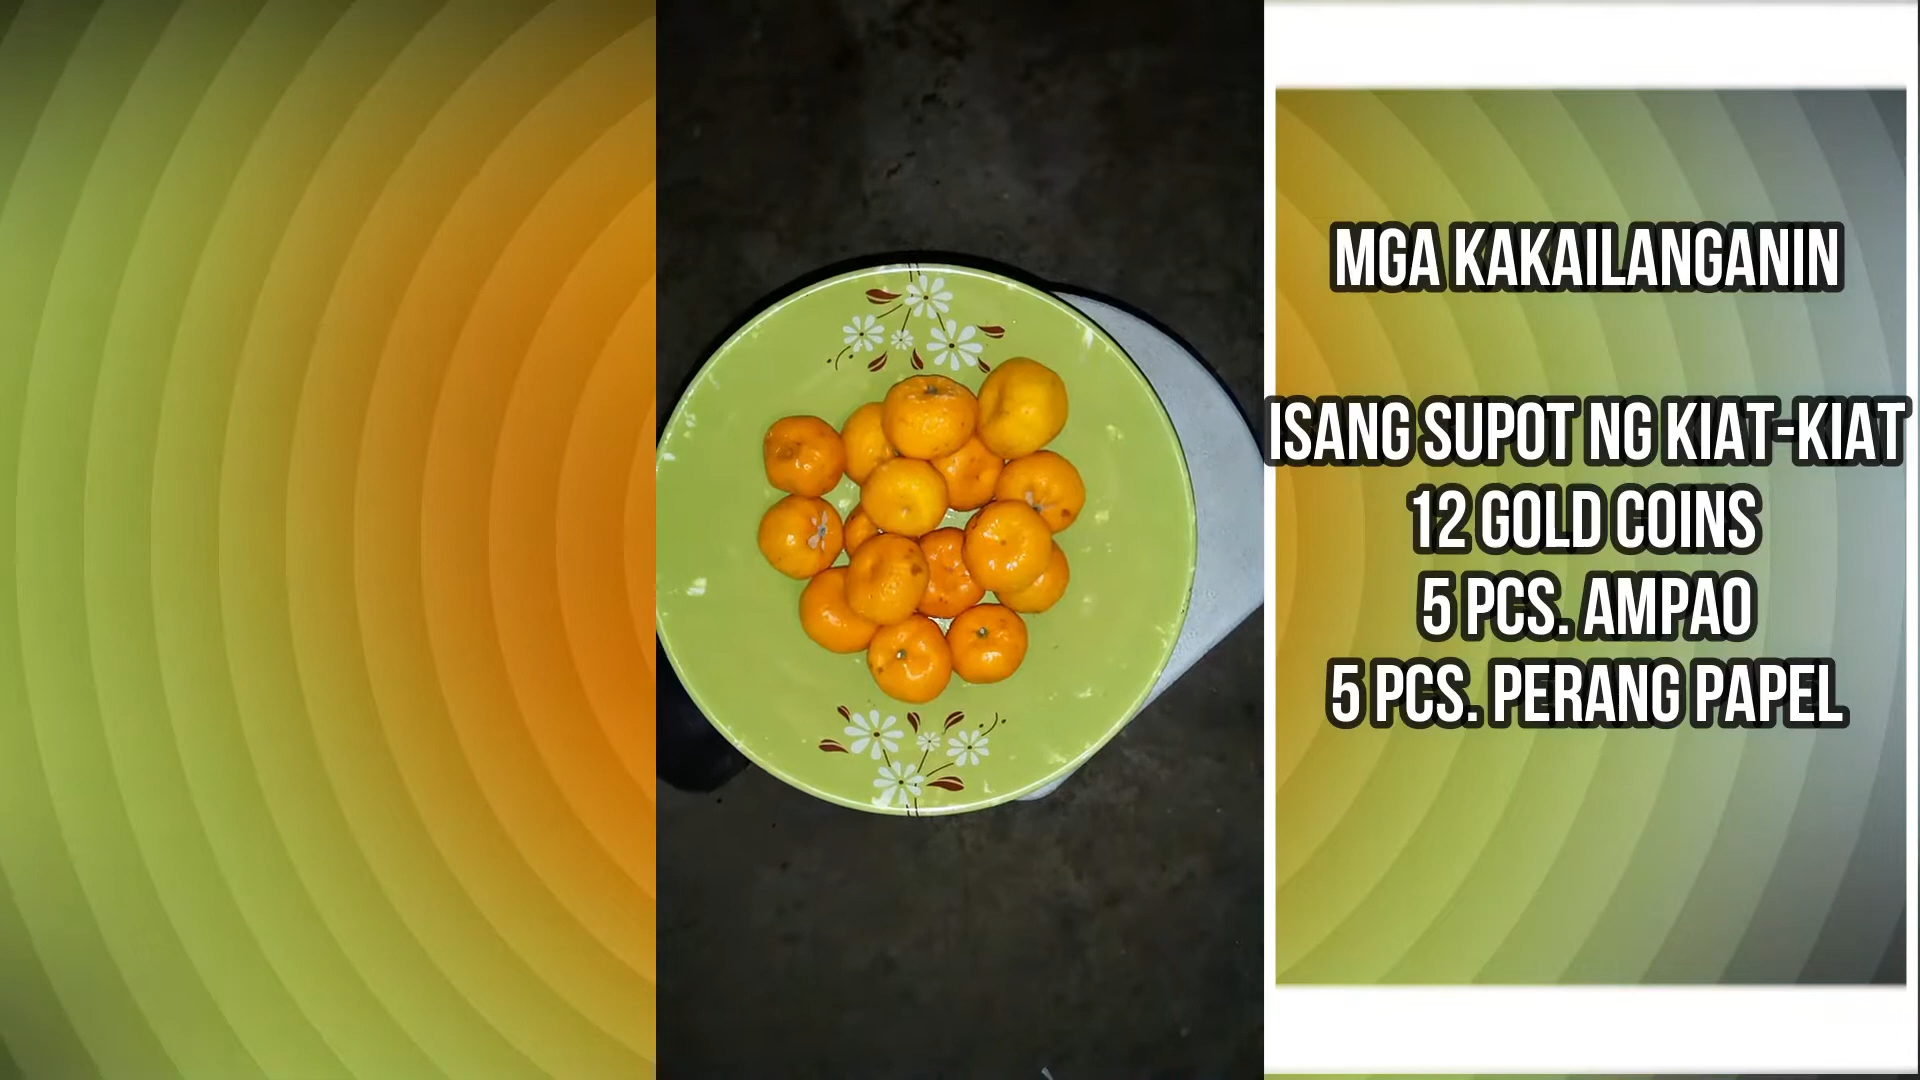 MGA KAKAILANGANIN
ISANG SUPOT NG KIAT-KIAT
12 GOLD COINS
5 PCS. AMPAO
5 PCS. PERANG PAPEL